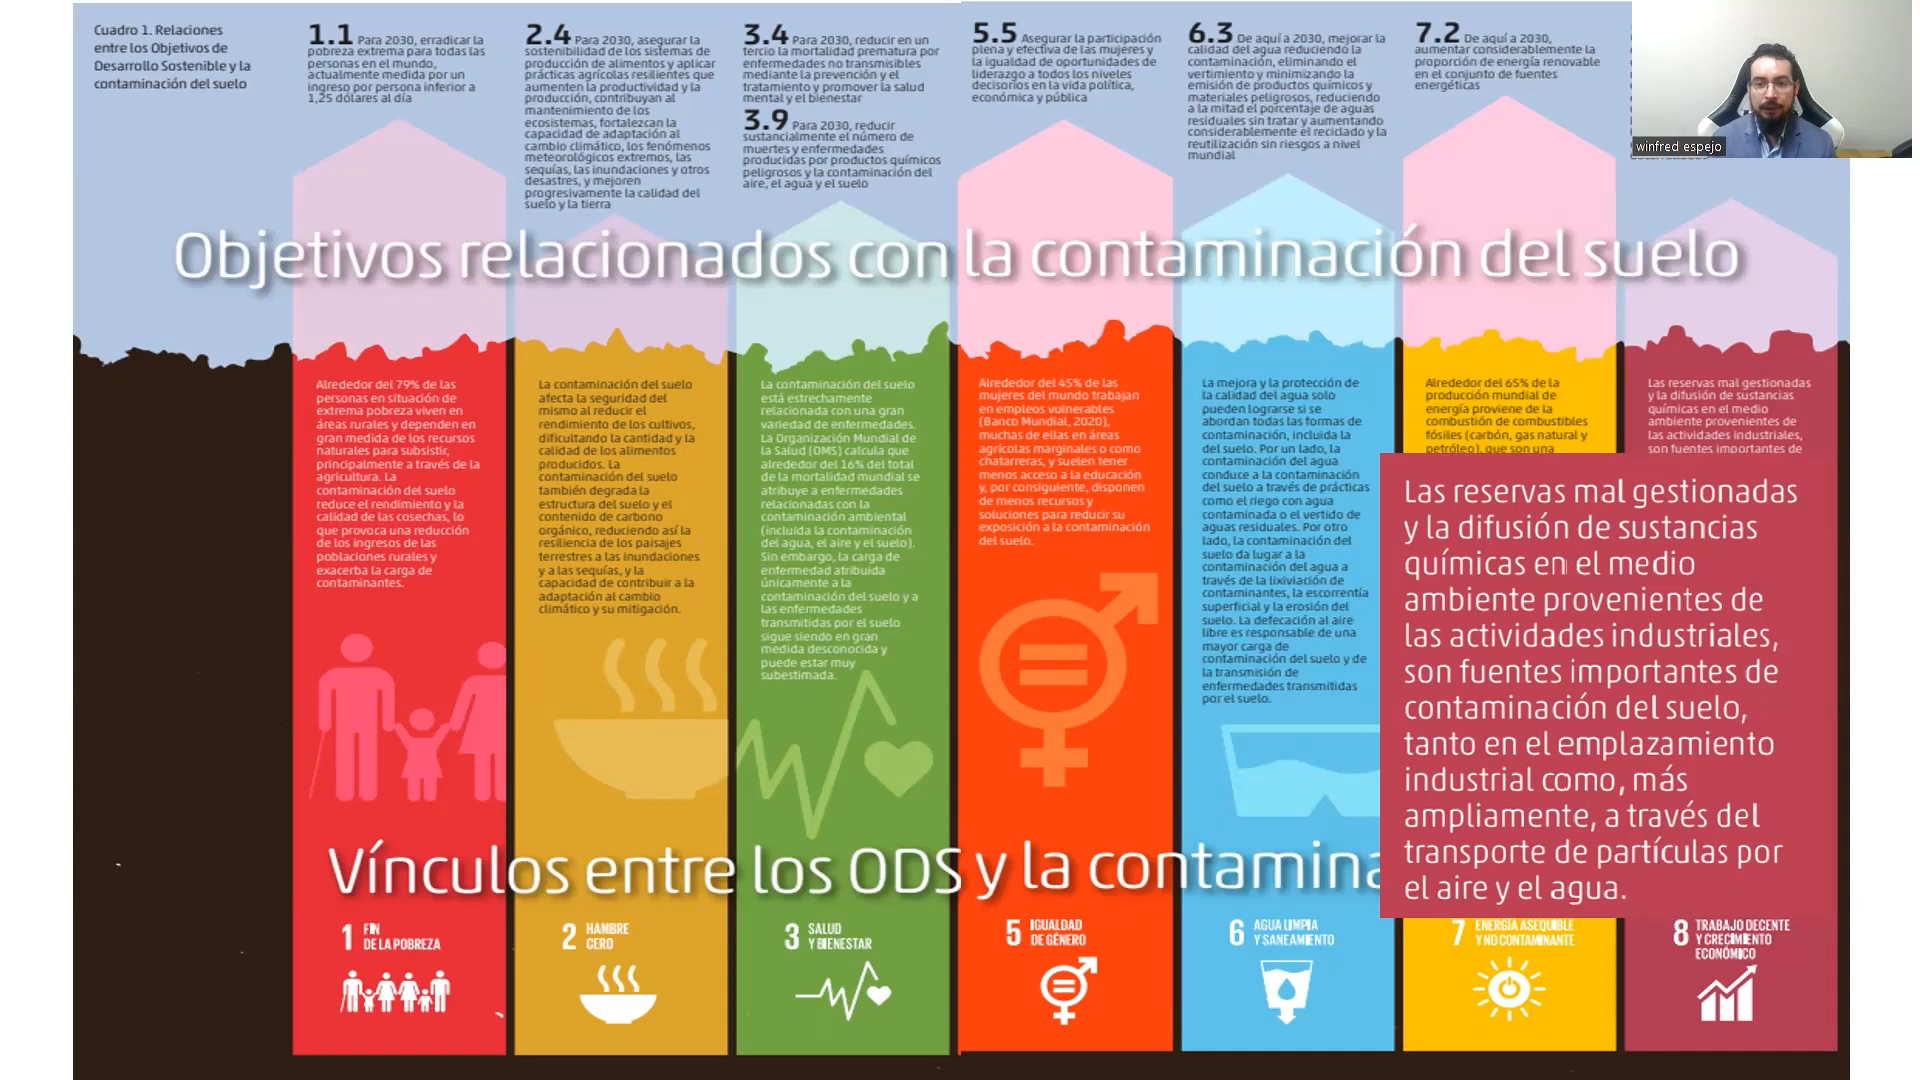 Cuadro 1. Relaciones
entre los Objetivos de
Desarrollo Sostenible y la
contaminación del suelo
1.1 Para 2030, erradicar la
pobreza extrema para todas las
personas en el mundo,
actualmente medida por un
ingreso por persona inferior a
1,25 dólares al día
2.4 Para 2030, asegurar la
sostenibilidad de los sistemas de
producción de alimentos y aplicar
prácticas agrícolas resilientes que
aumenten la productividad y la
producción, contribuyan al
mantenimiento de los
ecosistemas, fortalezcan la
capacidad de adaptación al
cambio climático, los fenómenos
meteorológicos extremos, las
sequías, las inundaciones y otros
desastres, y mejoren
progresivamente la calidad del
suelo y la tierra
3.4 Para 2030, reducir en un
tercio la mortalidad prematura por
enfermedades no transmisibles
mediante la prevención y el
tratamiento y promover la salud
mental y el bienestar
3.9 Para 2030, reducir
sustancialmente el número de
muertes y enfermedades
producidas por productos químicos
peligrosos y la contaminación del
aire, el agua y el suelo
5.5 Asegurar la participación
plena y efectiva de las mujeres y
la igualdad de oportunidades de
liderazgo a todos los niveles
decisorios en la vida política,
económica y pública
6.3 De aquí a 2030, mejorar la
calidad del agua reduciendo la
contaminación, eliminando el
vertimiento y minimizando la
emisión de productos químicos y
materiales peligrosos, reduciendo
a la mitad el porcentaje de aguas
residuales sin tratar y aumentando
considerablemente el reciclado y la
reutilización sin riesgos a nivel
mundial
7.2 De aquí a 2030,
aumentar considerablemente la
proporción de energía renovable
en el conjunto de fuentes
energéticas
winfred espejo
Objetivos relacionados con la contaminación del suelo
Alrededor del 79% de las
personas en situación de
extrema pobreza viven en
áreas rurales y dependen en
gran medida de los recursos
naturales para subsistir,
principalmente a través de la
agricultura. La
contaminación del suelo
reduce el rendimiento y la
calidad de las cosechas, lo
que provoca una reducción
de los ingresos de las
poblaciones rurales y
exacerba la carga de
contaminantes.
La contaminación del suelo
afecta la seguridad del
mismo al reducir el
rendimiento de los cultivos,
dificultando la cantidad y la
calidad de los alimentos
producidos. La
contaminación del suelo
también degrada la
estructura del suelo y el
contenido de carbono
orgánico, reduciendo así la
resiliencia de los paisajes
terrestres a las inundaciones
y a las sequías, y la
capacidad de contribuir a la
adaptación al cambio
climático y su mitigación.
La contaminación del suelo
está estrechamente
relacionada con una gran
variedad de enfermedades.
La Organización Mundial de
la Salud (OMS) calcula que
alrededor del 16% del total
de la mortalidad mundial se
atribuye a enfermedades
relacionadas con la
contaminación ambiental
(incluida la contaminación
del agua, el aire y el suelo).
Sin embargo, la carga de
enfermedad atribuida
únicamente a la
contaminación del suelo y a
las enfermedades
transmitidas por el suelo
sigue siendo en gran
medida desconocida y
puede estar muy
subestimada.
Alrededor del 45% de las
mujeres del mundo trabajan
en empleos vulnerables
(Banco Mundial, 2020),
muchas de ellas en áreas
agrícolas marginales o como
chatarreras, y suelen tener
menos acceso a la educación
y, por consiguiente, disponen
de menos recursos y
soluciones para reducir su
exposición a la contaminación
del suelo.
La mejora y la protección de
la calidad del agua solo
pueden lograrse si se
abordan todas las formas de
contaminación, incluida la
del suelo. Por un lado, la
contaminación del agua
conduce a la contaminación
del suelo a través de prácticas
como el riego con agua
contaminada o el vertido de
aguas residuales. Por otro
lado, la contaminación del
suelo da lugar a la
contaminación del agua a
través de la lixiviación de
contaminantes, la escorrentía
superficial y la erosión del
suelo. La defecación al aire
libre es responsable de una
mayor carga de
contaminación del suelo y de
la transmisión de
enfermedades transmitidas
por el suelo.
Alrededor del 65% de la
producción mundial de
energía proviene de la
combustión de combustibles
fósiles (carbón, gas natural y
petróleo), que son una
Las reservas mal gestionadas
y la difusión de sustancias
químicas en el medio
ambiente provenientes de
las actividades industriales,
son fuentes importantes de
Las reservas mal gestionadas
y la difusión de sustancias
químicas en el medio
ambiente provenientes de
las actividades industriales,
son fuentes importantes de
contaminación del suelo,
tanto en el emplazamiento
industrial como, más
ampliamente, a través del
transporte de partículas por
el aire y el agua.
Vínculos entre los ODS y la contamina
1 FIN
DE LA POBREZA
2 HAMBRE
CERO
3 SALUD
Y BIENESTAR
5 IGUALDAD
DE GÉNERO
6 AGUA LIMPIA
Y SANEAMIENTO
7 ENERGÍA ASEQUIBLE
Y NO CONTAMINANTE
8 TRABAJO DECENTE
Y CRECIMIENTO
ECONÓMICO